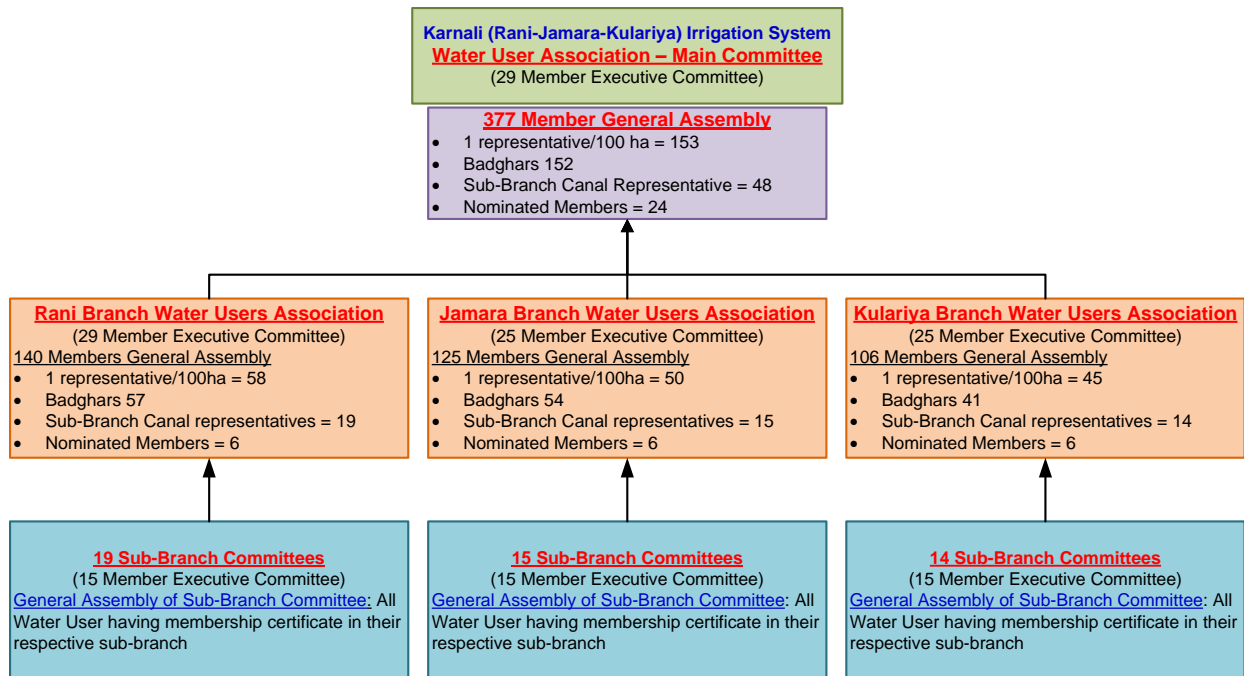 Karnali (Rani-Jamara-Kulariya) Irrigation System
Water User Association – Main Committee
(29 Member Executive Committee)
377 Member General Assembly
• 1 representative/100 ha = 153
• Badghars 152
• Sub-Branch Canal Representative = 48
• Nominated Members = 24
Rani Branch Water Users Association
(29 Member Executive Committee)
140 Members General Assembly
• 1 representative/100ha = 58
• Badghars 57
• Sub-Branch Canal representatives = 19
• Nominated Members = 6
Jamara Branch Water Users Association
(25 Member Executive Committee)
125 Members General Assembly
• 1 representative/100ha = 50
• Badghars 54
• Sub-Branch Canal representatives = 15
• Nominated Members = 6
Kulariya Branch Water Users Association
(25 Member Executive Committee)
106 Members General Assembly
• 1 representative/100ha = 45
• Badghars 41
• Sub-Branch Canal representatives = 14
• Nominated Members = 6
19 Sub-Branch Committees
(15 Member Executive Committee)
General Assembly of Sub-Branch Committee: All
Water User having membership certificate in their
respective sub-branch
15 Sub-Branch Committees
(15 Member Executive Committee)
General Assembly of Sub-Branch Committee: All
Water User having membership certificate in their
respective sub-branch
14 Sub-Branch Committees
(15 Member Executive Committee)
General Assembly of Sub-Branch Committee: All
Water User having membership certificate in their
respective sub-branch